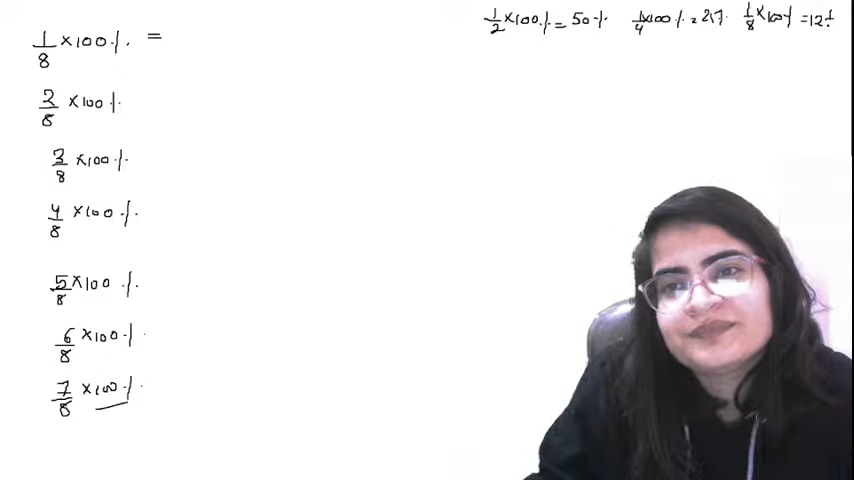 1/8 × 100 % =
2/8 × 100 %
3/8 × 100 %
4/8 × 100 %
5/8 × 100 %
6/8 × 100 %
7/8 × 100 %
1/2 × 100 % = 50 % 1/4 × 100 % = 1/8 × 100 % = 12